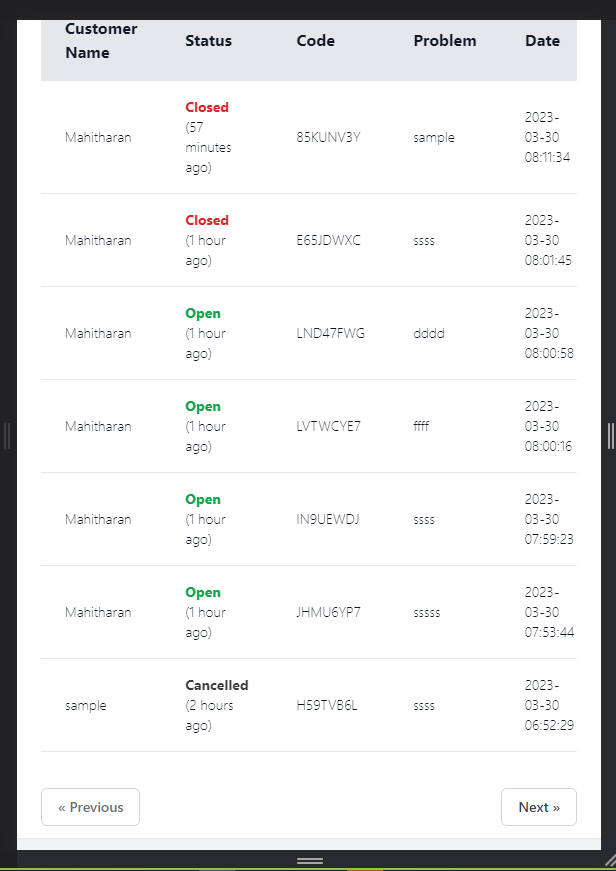 Customer Name Status Code Problem Date
Closed
Mahitharan (57 minutes ago) 85KUNV3Y sample 2023-03-30 08:11:34
Closed
Mahitharan (1 hour ago) E65JDWXC ssss 2023-03-30 08:01:45
Open
Mahitharan (1 hour ago) LND47FWG dddd 2023-03-30 08:00:58
Open
Mahitharan (1 hour ago) LVTWCYE7 ffff 2023-03-30 08:00:16
Open
Mahitharan (1 hour ago) IN9UEWDJ ssss 2023-03-30 07:59:23
Open
Mahitharan (1 hour ago) JHMU6YP7 sssss 2023-03-30 07:53:44
Cancelled
sample (2 hours ago) H59TVB6L ssss 2023-03-30 06:52:29
« Previous Next »